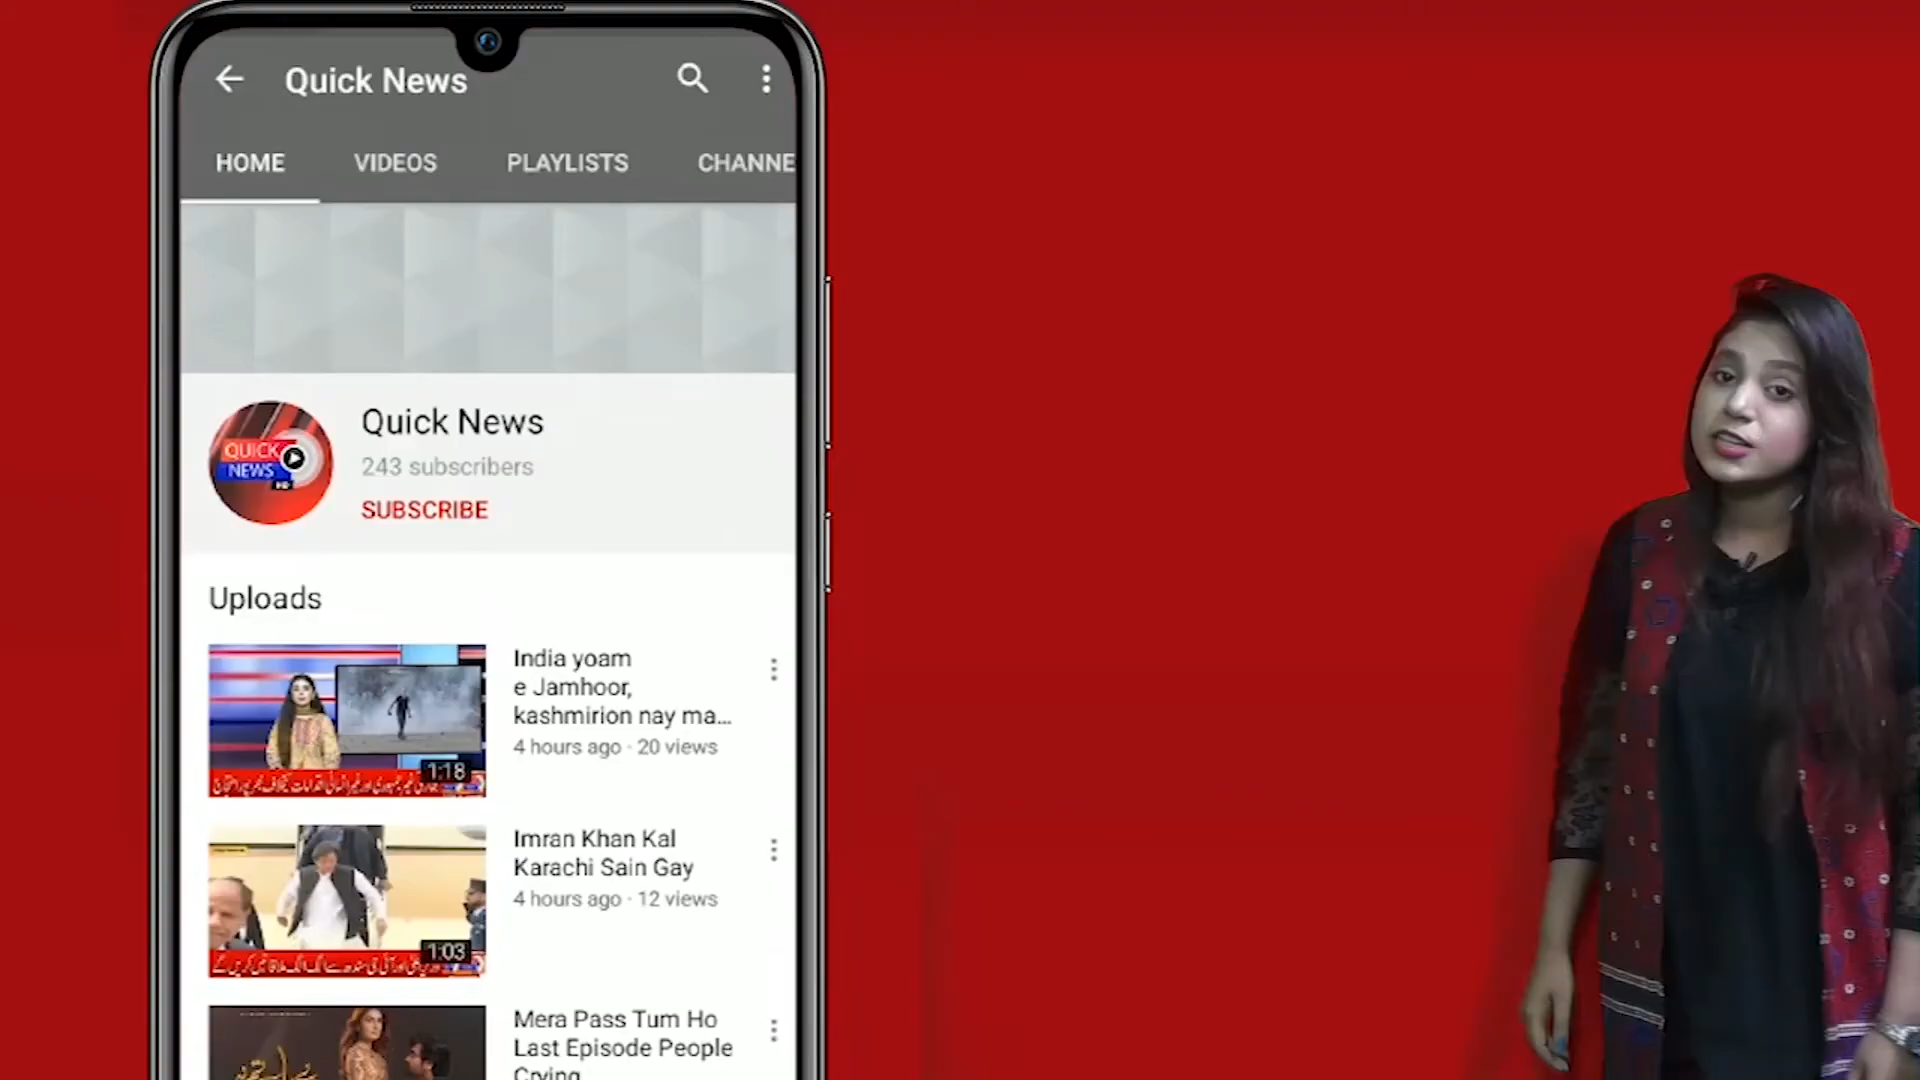 Quick News
HOME VIDEOS PLAYLISTS CHANNE
QUICK
NEWS
HD
Quick News
243 subscribers
SUBSCRIBE
Uploads
India yoam
e Jamhoor,
kashmirion nay ma...
4 hours ago · 20 views
1:18
Imran Khan Kal
Karachi Sain Gay
4 hours ago · 12 views
1:03
Mera Pass Tum Ho
Last Episode People
Crying